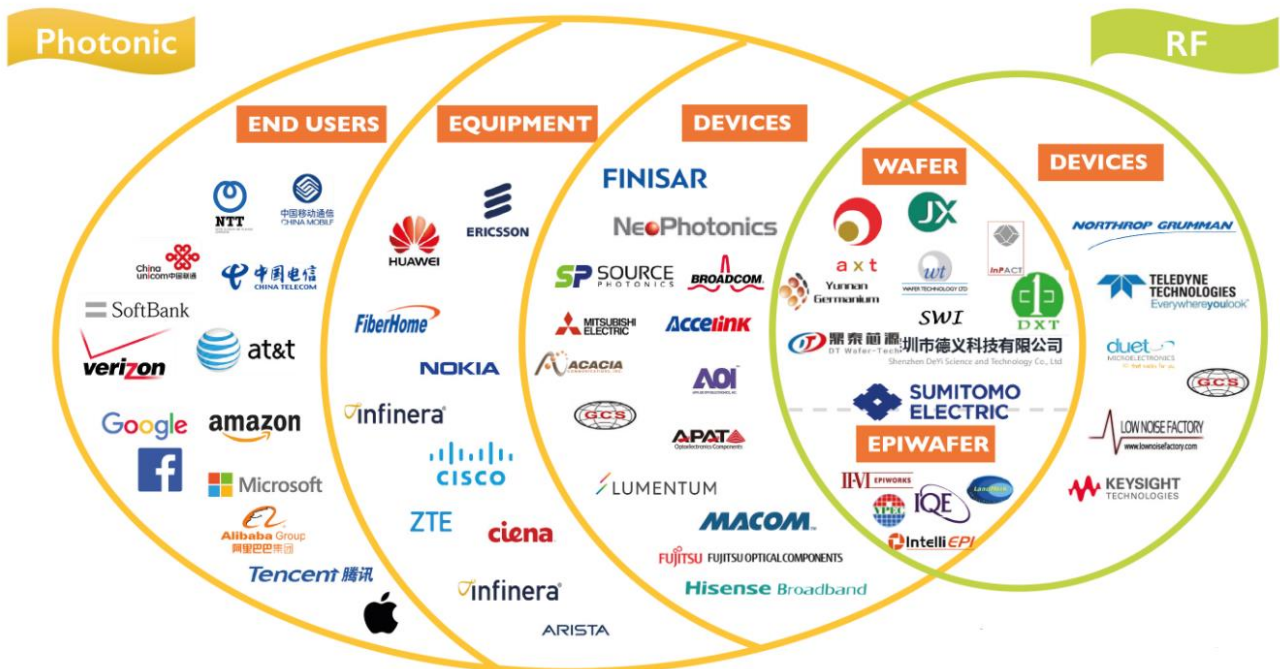 Photonic
RF
END USERS
EQUIPMENT
DEVICES
WAFER
DEVICES
NTT
中国移动通信
CHINA MOBILE
China
unicom中国联通
中国电信
CHINA TELECOM
SoftBank
verizon
at&t
Google
amazon
Microsoft
Alibaba Group
阿里巴巴集团
Tencent 腾讯
HUAWEI
ERICSSON
FiberHome
NOKIA
infinera
CISCO
ZTE
ciena
infinera
ARISTA
FINISAR
NeoPhotonics
SP SOURCE
PHOTONICS
BROADCOM
MITSUBISHI
ELECTRIC
Accelink
ACACIA
AOI
GCS
APAT
Optoelectronics Components
LUMENTUM
MACOM
FUJITSU FUJITSU OPTICAL COMPONENTS
Hisense Broadband
axt
JX
InPACT
Yunnan
Germanium
wt
WAFER TECHNOLOGY LTD
SWI
DXT
鼎泰芯源
DT Wafer-Tech
圳市德义科技有限公司
Shenzhen DeYi Science and Technology Co., Ltd
SUMITOMO
ELECTRIC
EPIWAFER
II-VI EPIWORKS
IQE
LandMark
IntelliEPI
NORTHROP GRUMMAN
TELEDYNE
TECHNOLOGIES
Everywhereyoulook
duet
MICROELECTRONICS
GCS
LOW NOISE FACTORY
www.lownoisefactory.com
KEYSIGHT
TECHNOLOGIES